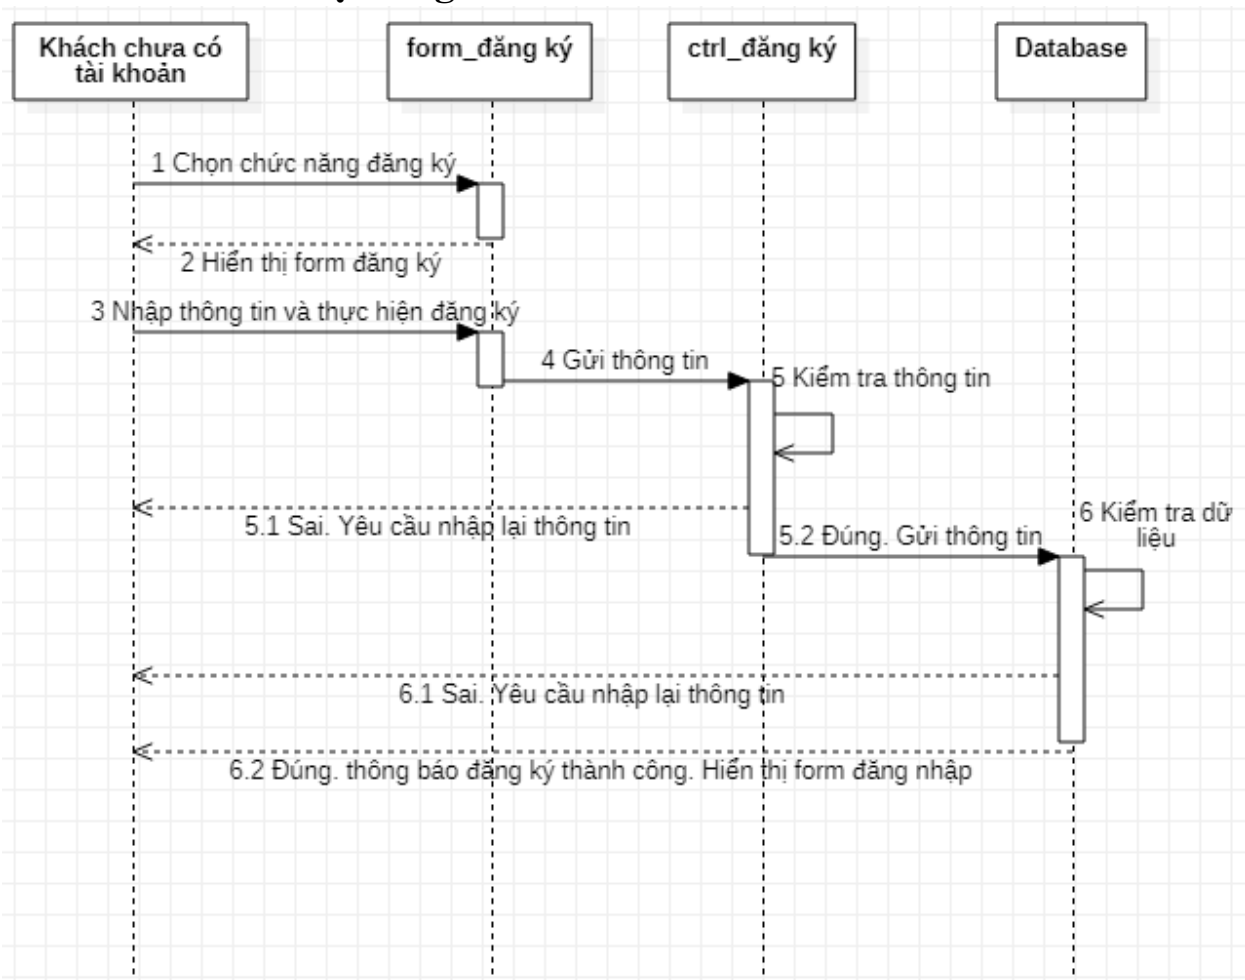 Khách chưa có
tài khoản
form_đăng ký
ctrl_đăng ký
Database
1 Chọn chức năng đăng ký
2 Hiển thị form đăng ký
3 Nhập thông tin và thực hiện đăng ký
4 Gửi thông tin
5 Kiểm tra thông tin
5.1 Sai. Yêu cầu nhập lại thông tin
5.2 Đúng. Gửi thông tin
6 Kiểm tra dữ
liệu
6.1 Sai. Yêu cầu nhập lại thông tin
6.2 Đúng. thông báo đăng ký thành công. Hiển thị form đăng nhập